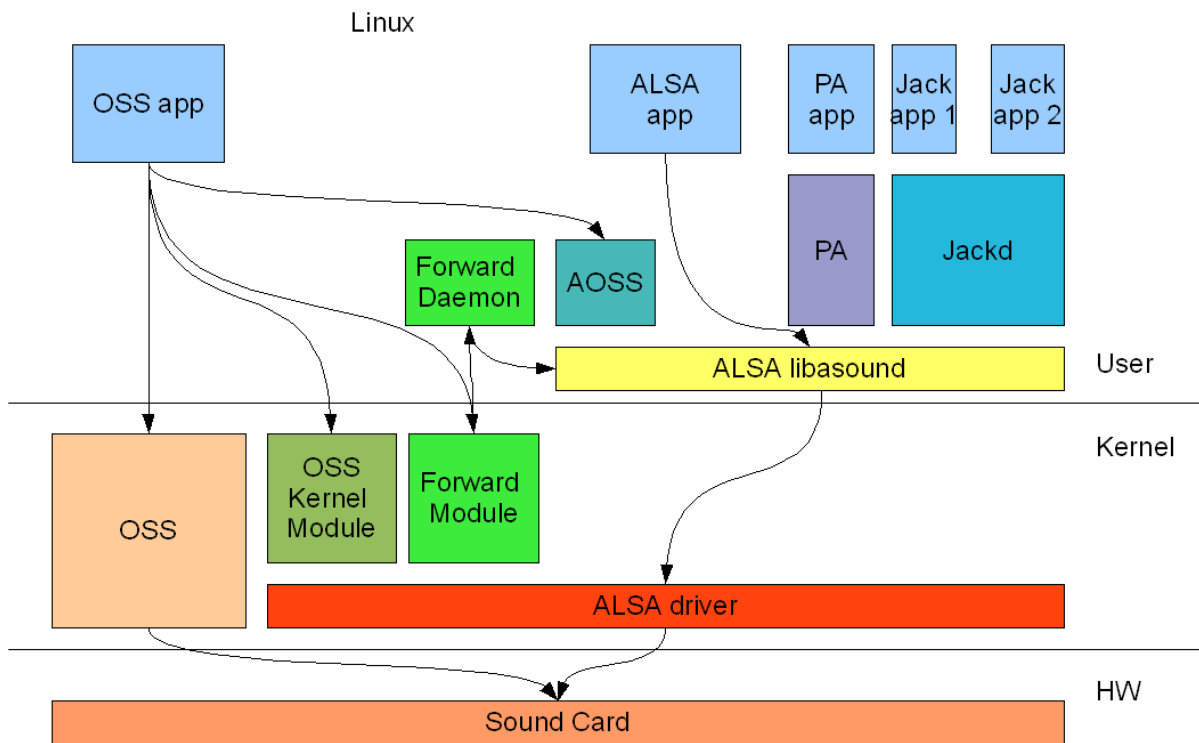 Linux
OSS app
ALSA
app
PA
app
Jack
app 1
Jack
app 2
Forward
Daemon
AOSS
PA
Jackd
ALSA libasound
User
Kernel
OSS
OSS
Kernel
Module
Forward
Module
ALSA driver
HW
Sound Card